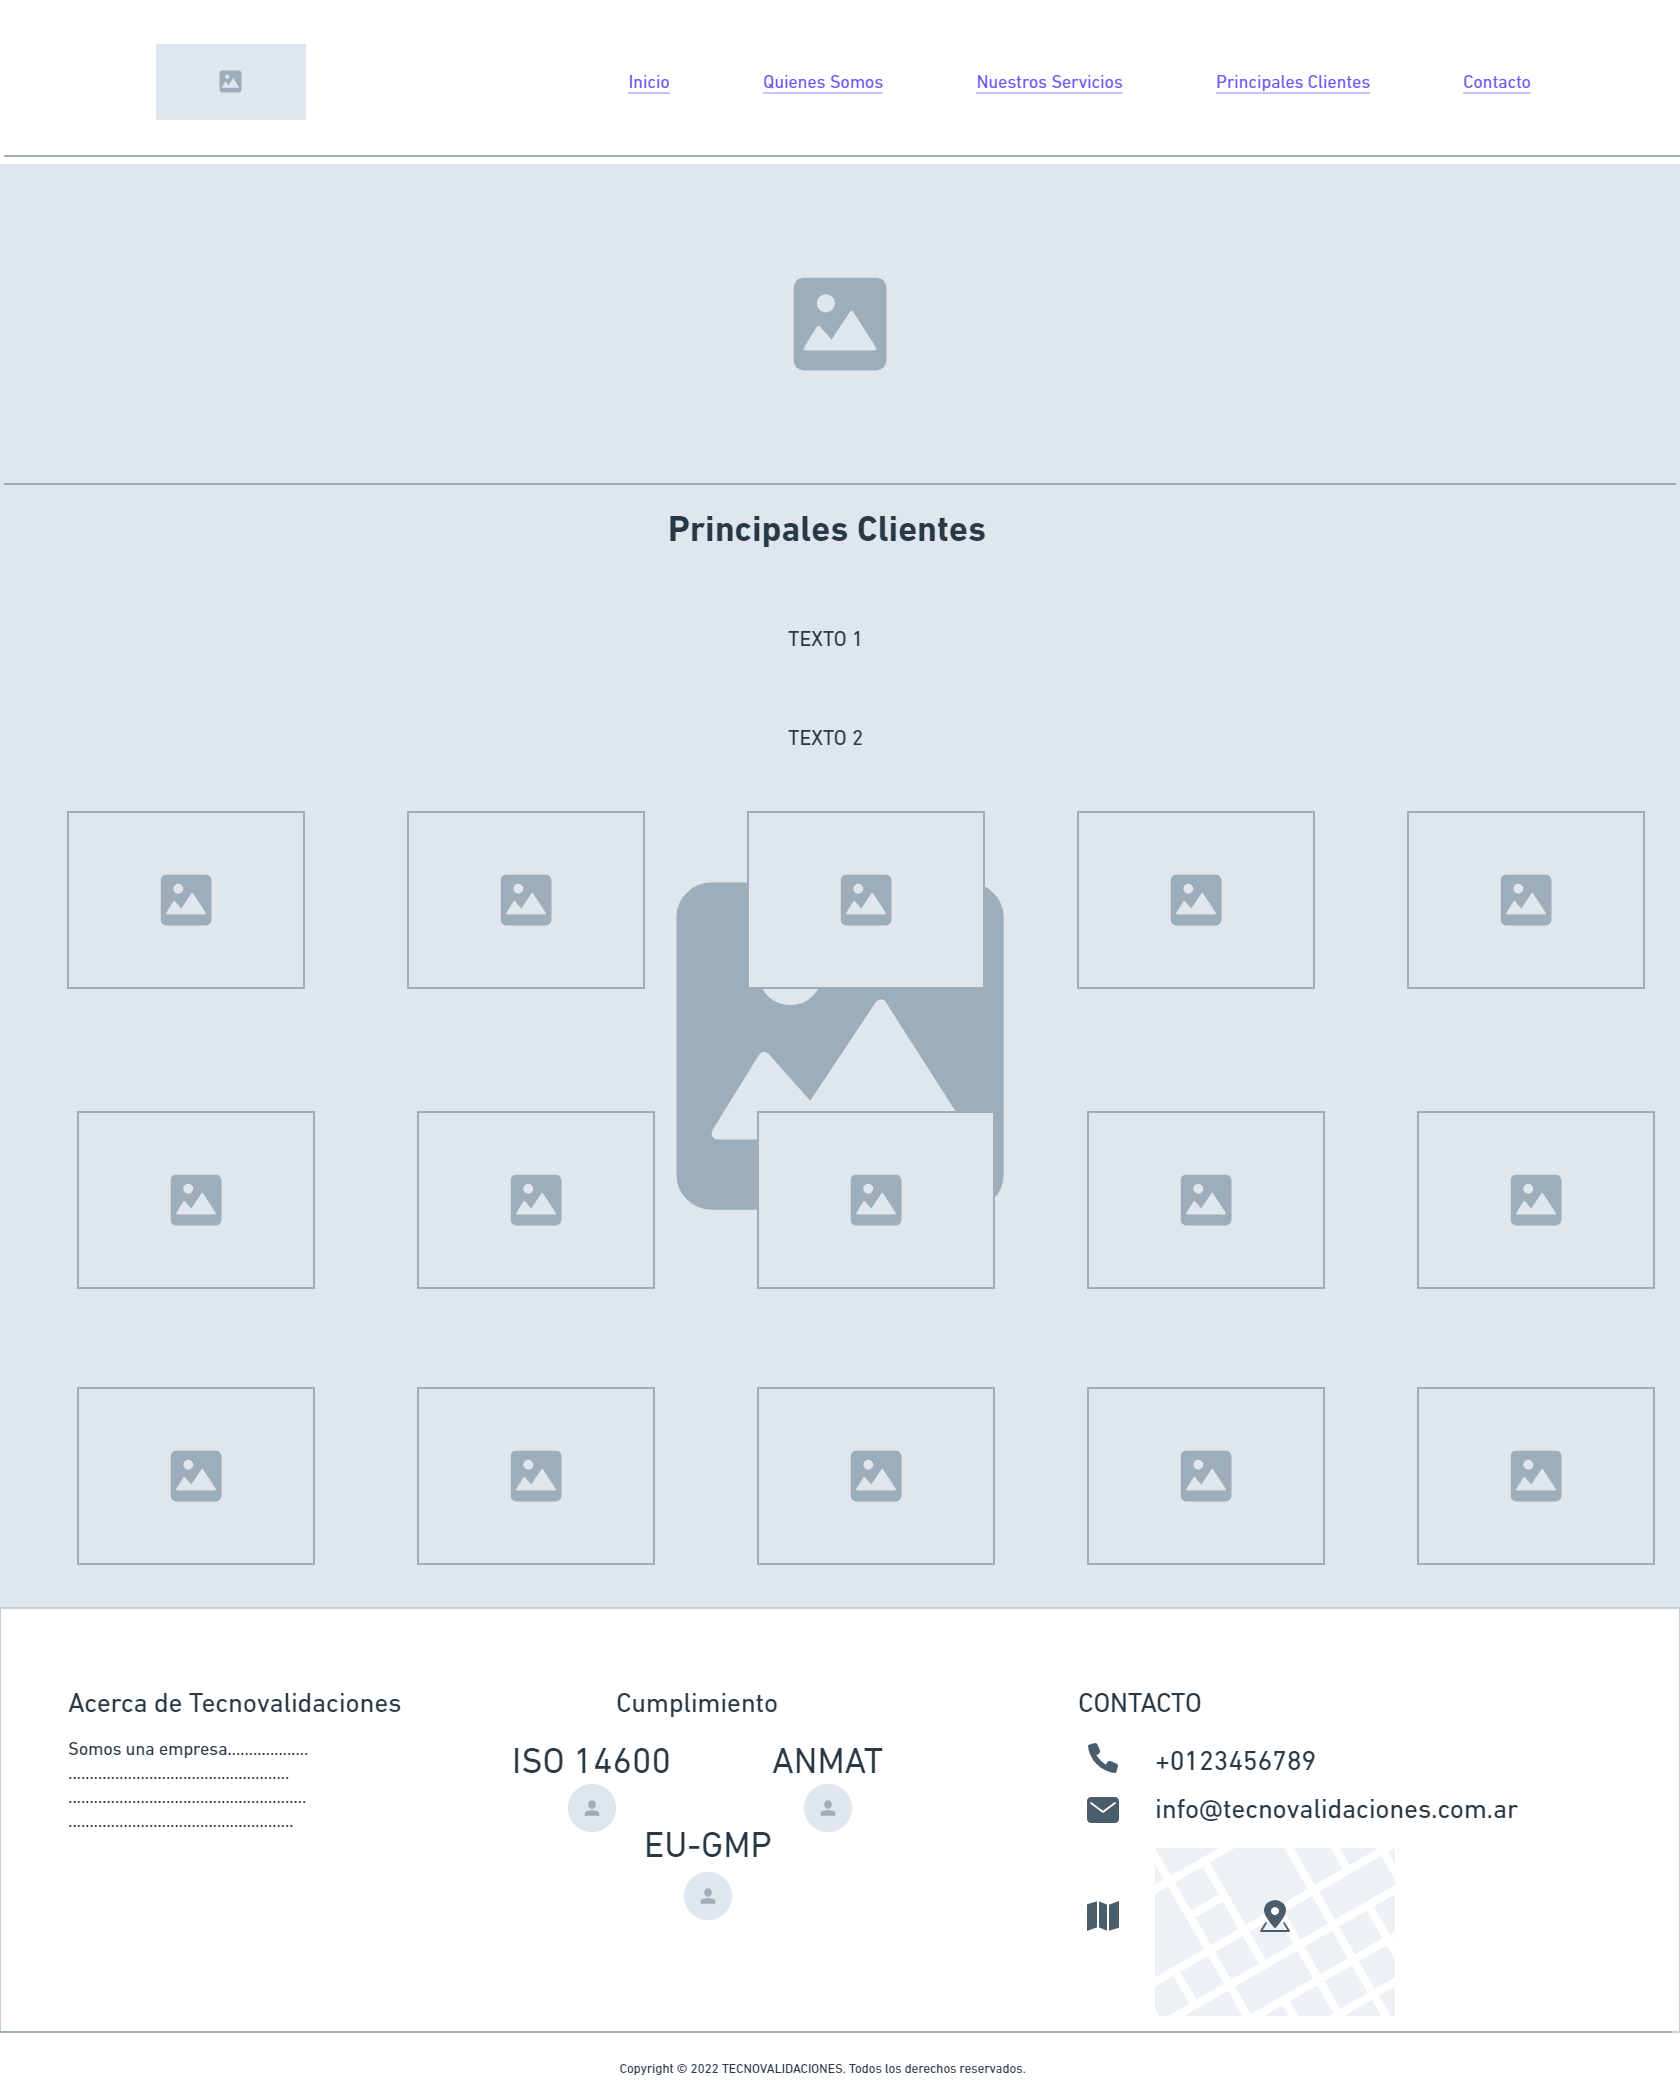 Inicio
Quienes Somos
Nuestros Servicios
Principales Clientes
Contacto
Principales Clientes
TEXTO 1
TEXTO 2
Acerca de Tecnovalidaciones
Somos una empresa...................
....................................................
........................................................
.....................................................
Cumplimiento
ISO 14600
ANMAT
EU-GMP
CONTACTO
+0123456789
info@tecnovalidaciones.com.ar
Copyright © 2022 TECNOVALIDACIONES. Todos los derechos reservados.